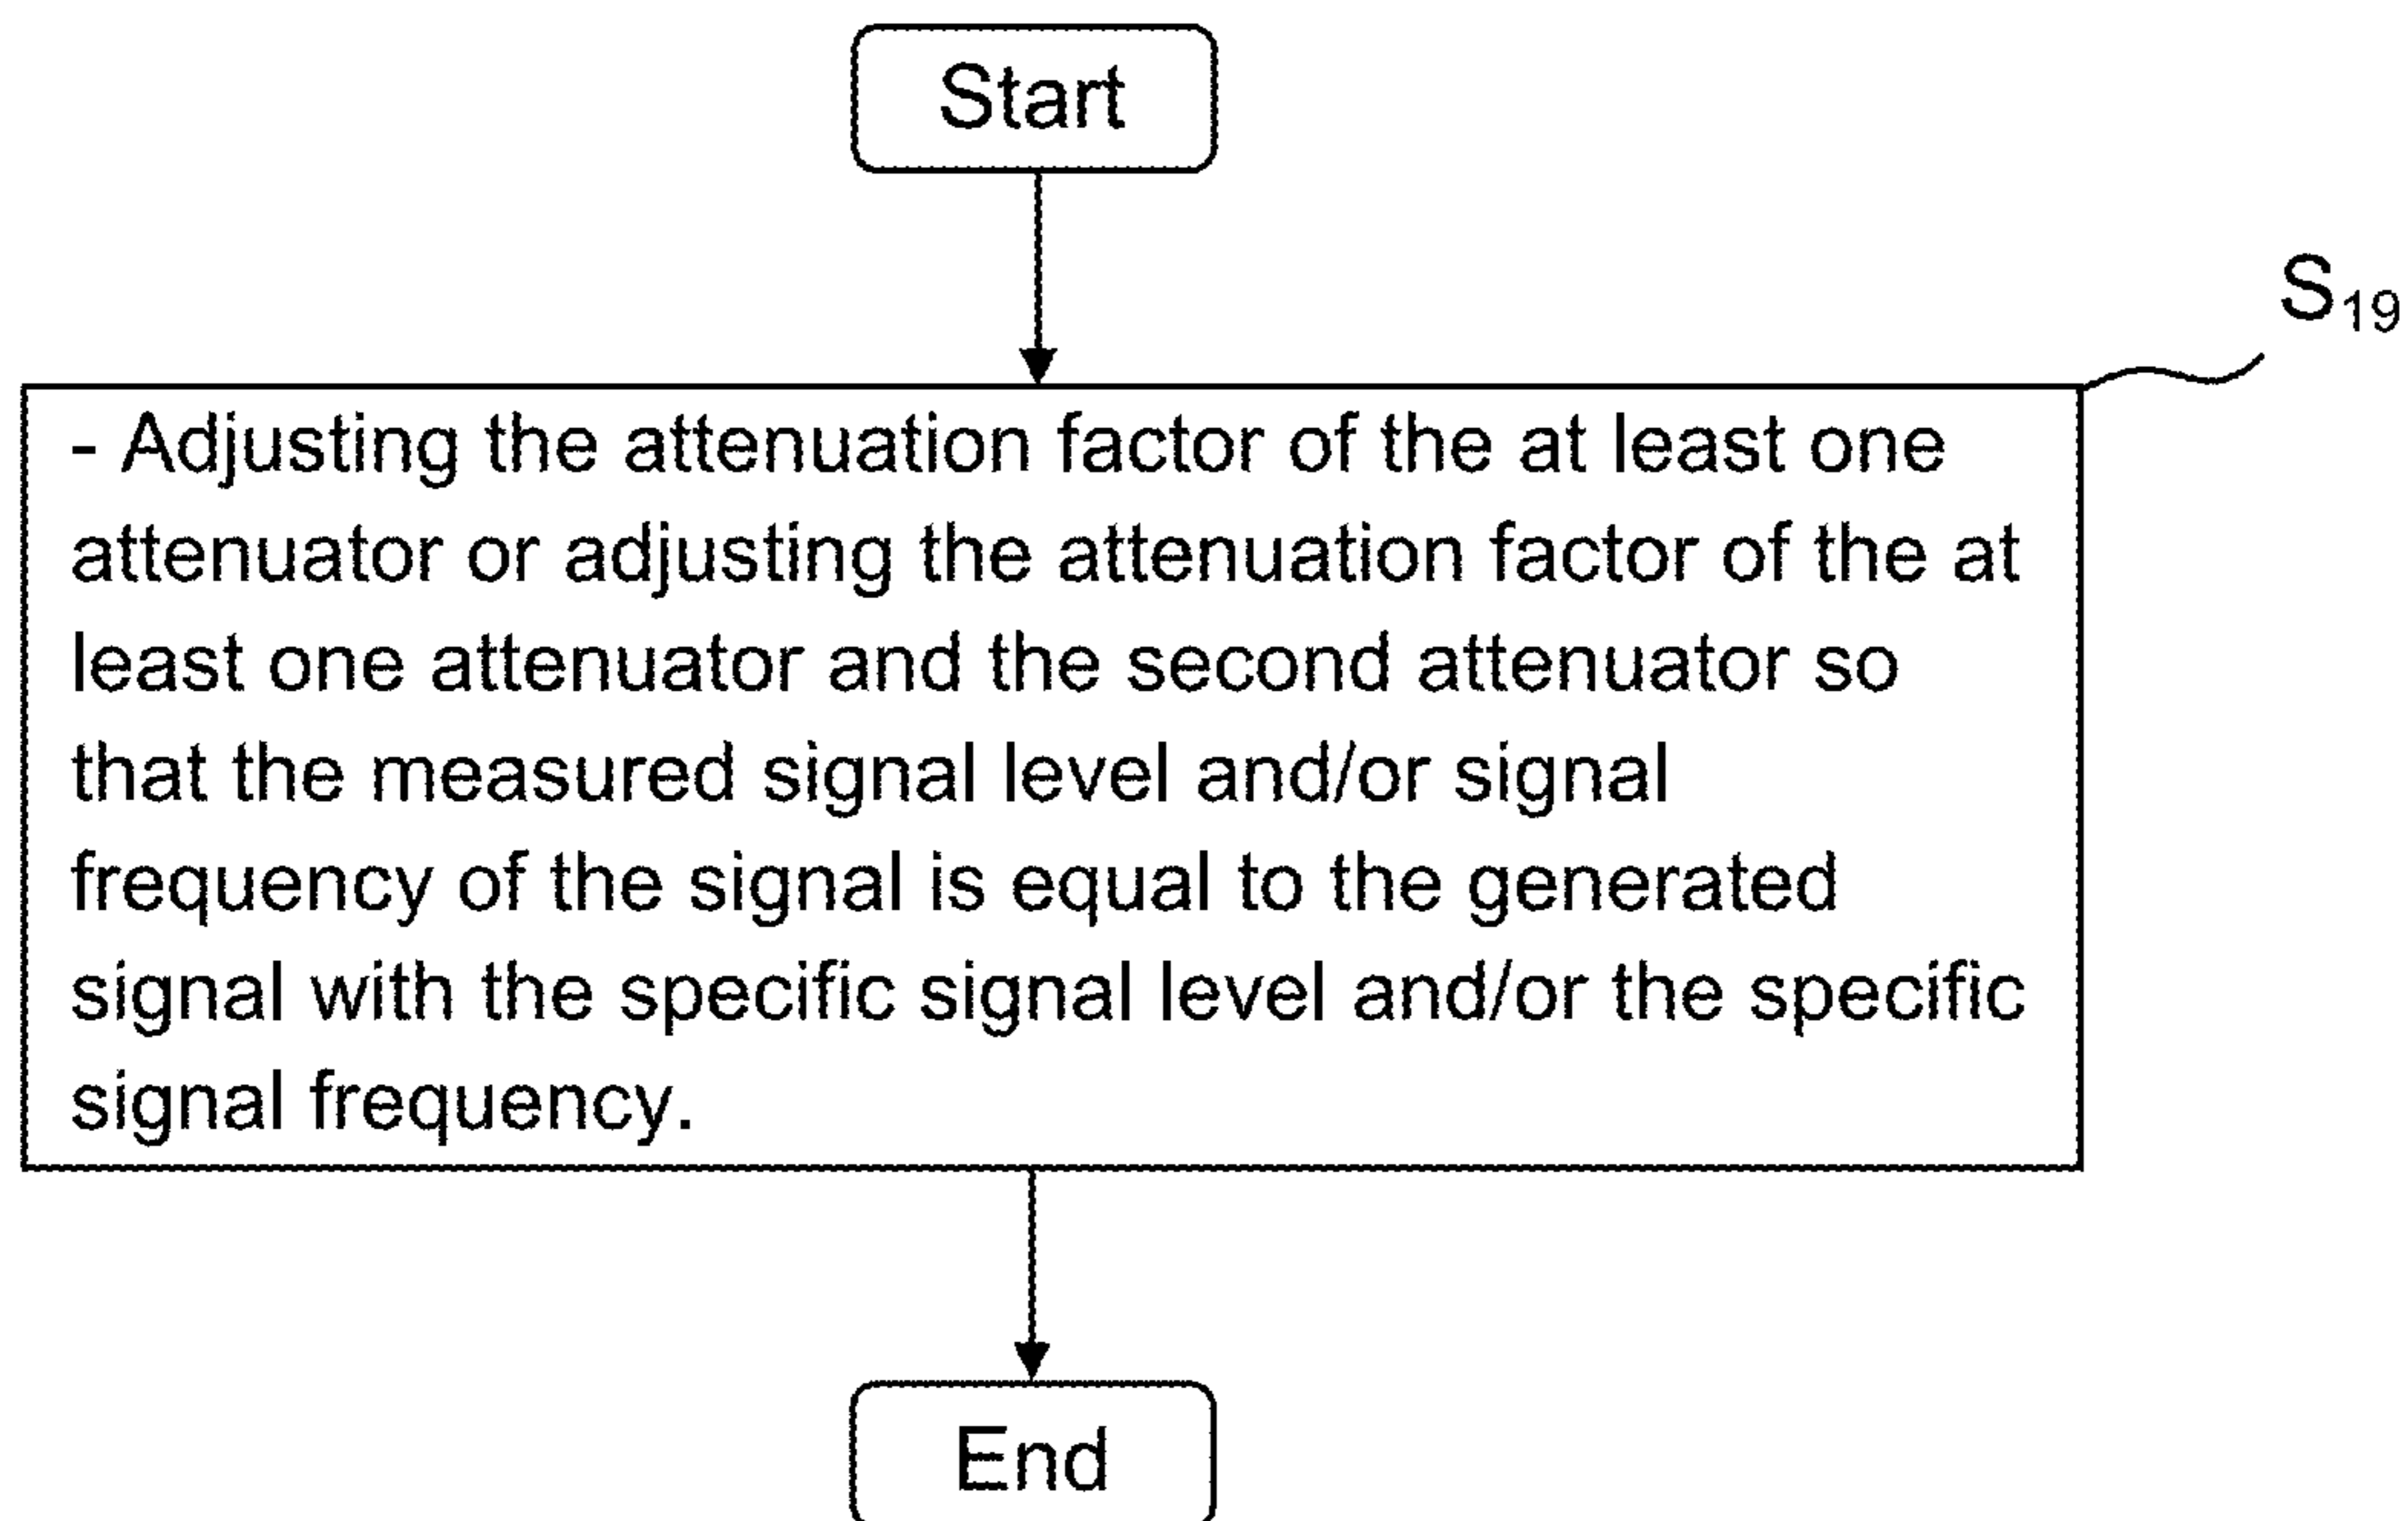 Start
S19
- Adjusting the attenuation factor of the at least one
attenuator or adjusting the attenuation factor of the at
least one attenuator and the second attenuator so
that the measured signal level and/or signal
frequency of the signal is equal to the generated
signal with the specific signal level and/or the specific
signal frequency.
End